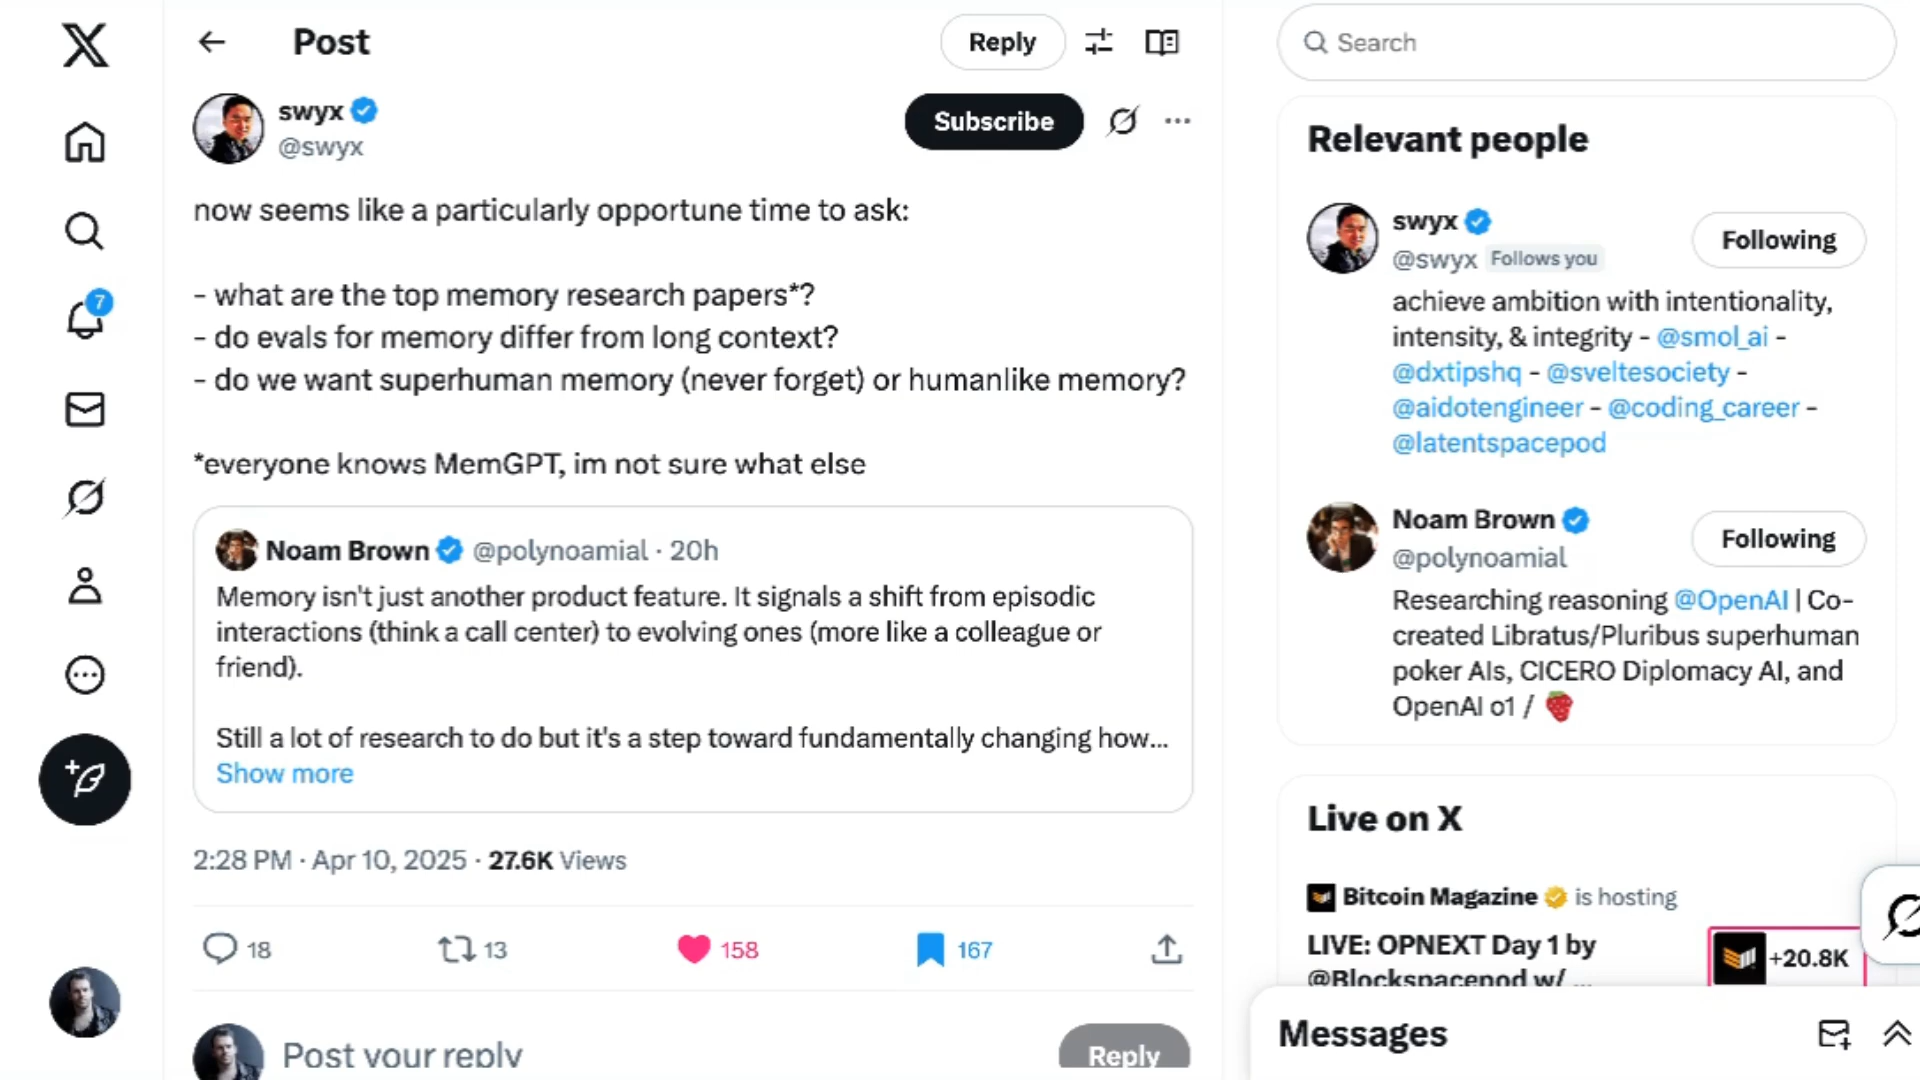 Post
Reply
Search
swyx
@swyx
Subscribe
now seems like a particularly opportune time to ask:
- what are the top memory research papers*?
- do evals for memory differ from long context?
- do we want superhuman memory (never forget) or humanlike memory?
*everyone knows MemGPT, im not sure what else
Noam Brown @polynoamial · 20h
Memory isn't just another product feature. It signals a shift from episodic
interactions (think a call center) to evolving ones (more like a colleague or
friend).
Still a lot of research to do but it's a step toward fundamentally changing how...
Show more
2:28 PM · Apr 10, 2025 · 27.6K Views
18
13
158
167
Post your reply
Reply
7
Relevant people
swyx
@swyx Follows you
Following
achieve ambition with intentionality,
intensity, & integrity - @smol_ai -
@dxtipshq - @sveltesociety -
@aidotengineer - @coding_career -
@latentspacepod
Noam Brown
@polynoamial
Following
Researching reasoning @OpenAI | Co-
created Libratus/Pluribus superhuman
poker AIs, CICERO Diplomacy AI, and
OpenAI o1 / 🍓
Live on X
Bitcoin Magazine is hosting
LIVE: OPNEXT Day 1 by
@Blockspacepod w/ ...
+20.8K
Messages